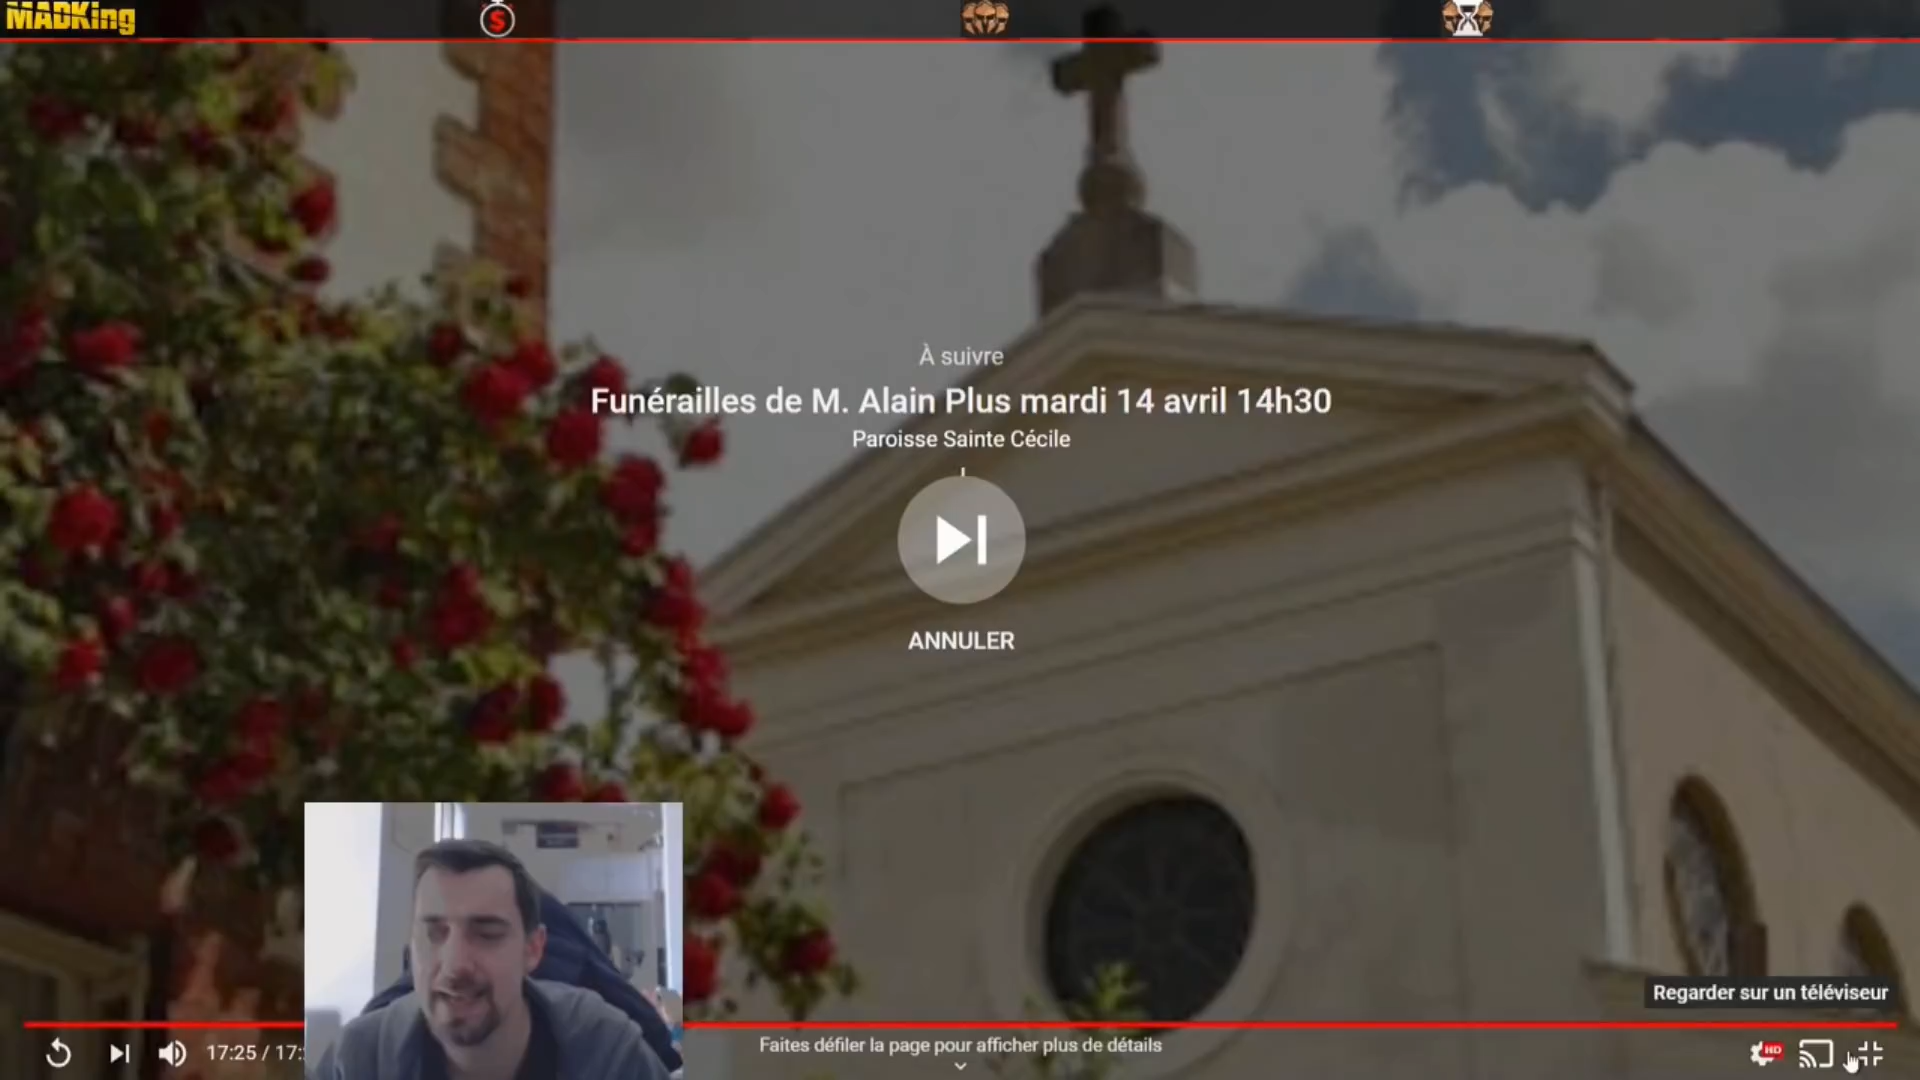 MADKing
À suivre
Funérailles de M. Alain Plus mardi 14 avril 14h30
Paroisse Sainte Cécile
ANNULER
Regarder sur un téléviseur
17:25 / 17:
HD
Faites défiler la page pour afficher plus de détails